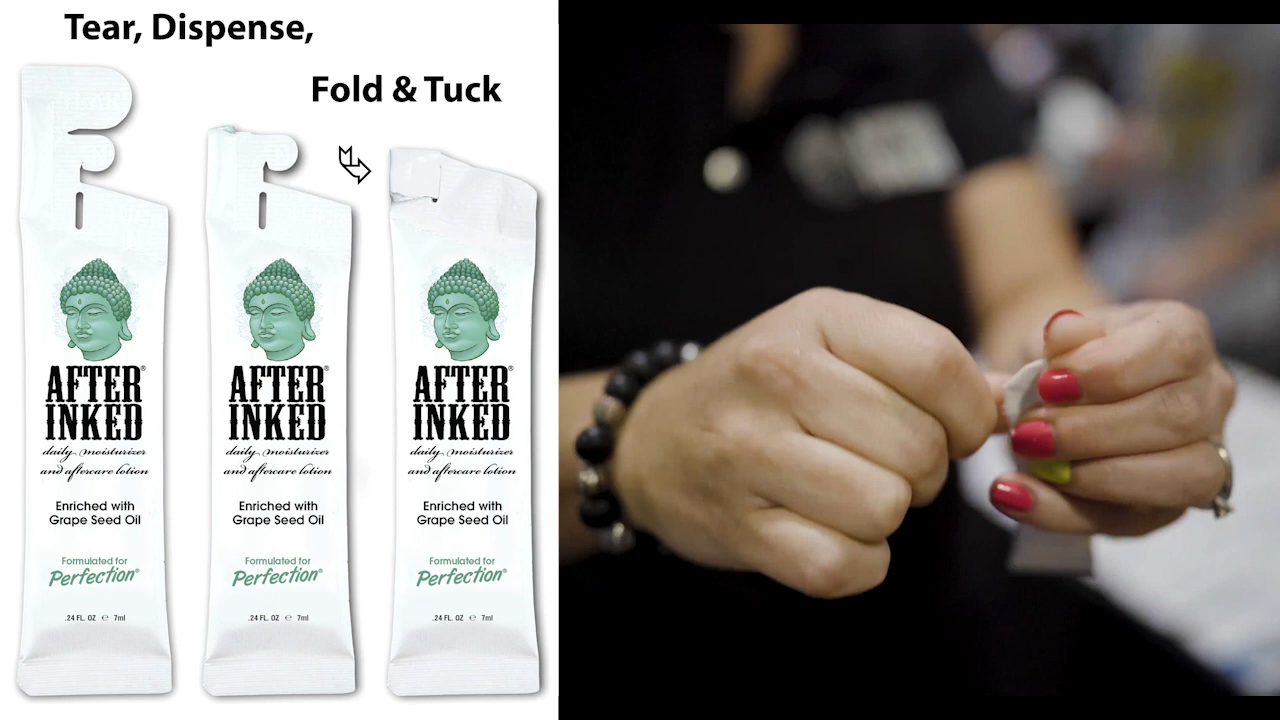 Tear, Dispense,
Fold & Tuck
AFTER
INKED®
daily moisturizer
and aftercare lotion
Enriched with
Grape Seed Oil
Formulated for
Perfection®
.24 FL. OZ ℮ 7ml
AFTER
INKED®
daily moisturizer
and aftercare lotion
Enriched with
Grape Seed Oil
Formulated for
Perfection®
.24 FL. OZ ℮ 7ml
AFTER
INKED®
daily moisturizer
and aftercare lotion
Enriched with
Grape Seed Oil
Formulated for
Perfection®
.24 FL. OZ ℮ 7ml